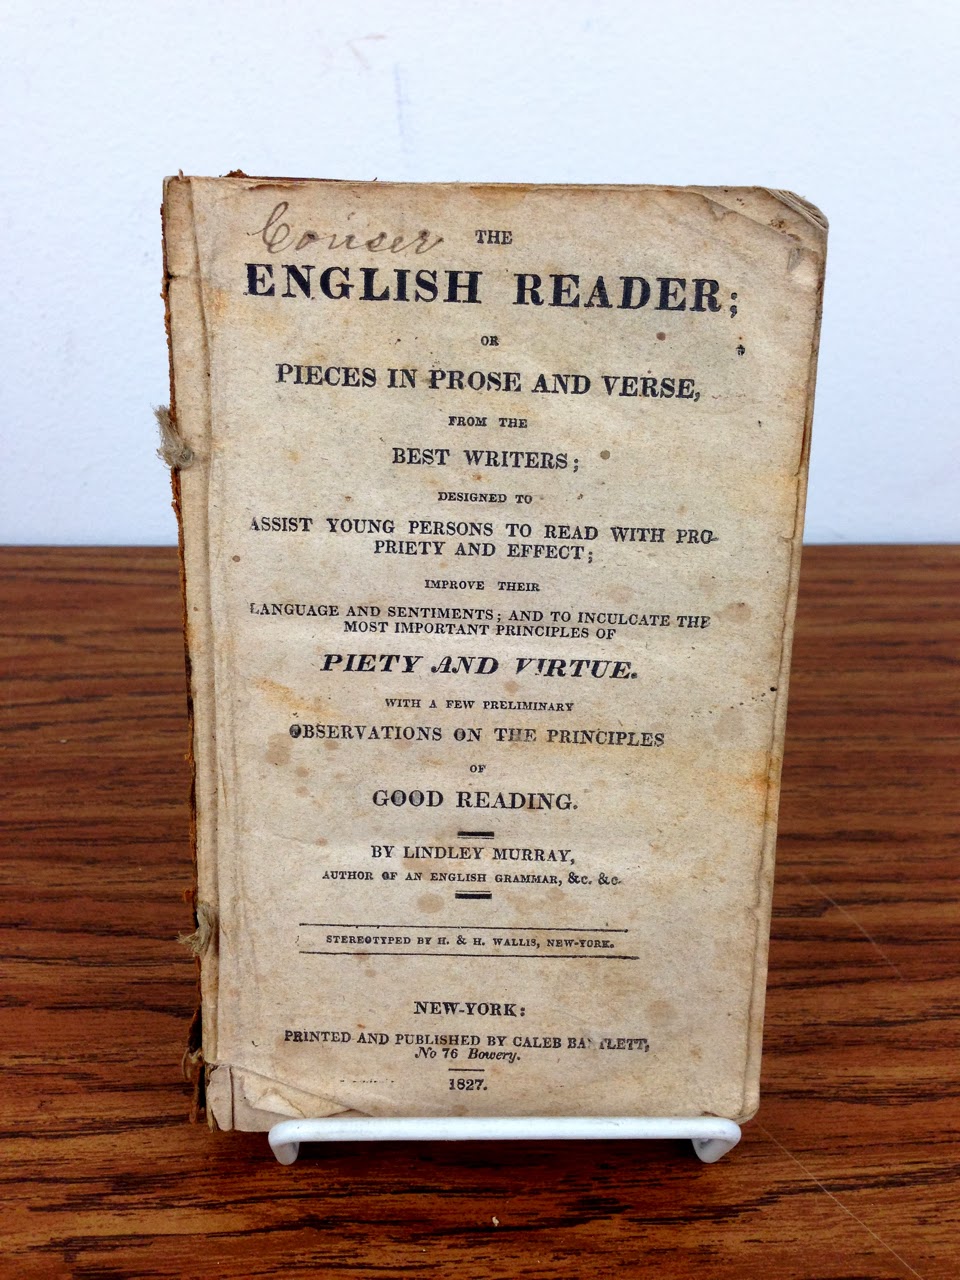 Conser
THE
ENGLISH READER;
OR
PIECES IN PROSE AND VERSE,
FROM THE
BEST WRITERS;
DESIGNED TO
ASSIST YOUNG PERSONS TO READ WITH PRO-
PRIETY AND EFFECT;
IMPROVE THEIR
LANGUAGE AND SENTIMENTS; AND TO INCULCATE THE
MOST IMPORTANT PRINCIPLES OF
PIETY AND VIRTUE.
WITH A FEW PRELIMINARY
OBSERVATIONS ON THE PRINCIPLES
OF
GOOD READING.
BY LINDLEY MURRAY,
AUTHOR OF AN ENGLISH GRAMMAR, &c. &c.
STEREOTYPED BY H. & H. WALLIS, NEW-YORK.
NEW-YORK:
PRINTED AND PUBLISHED BY CALEB BARTLETT,
No 76 Bowery.
1827.